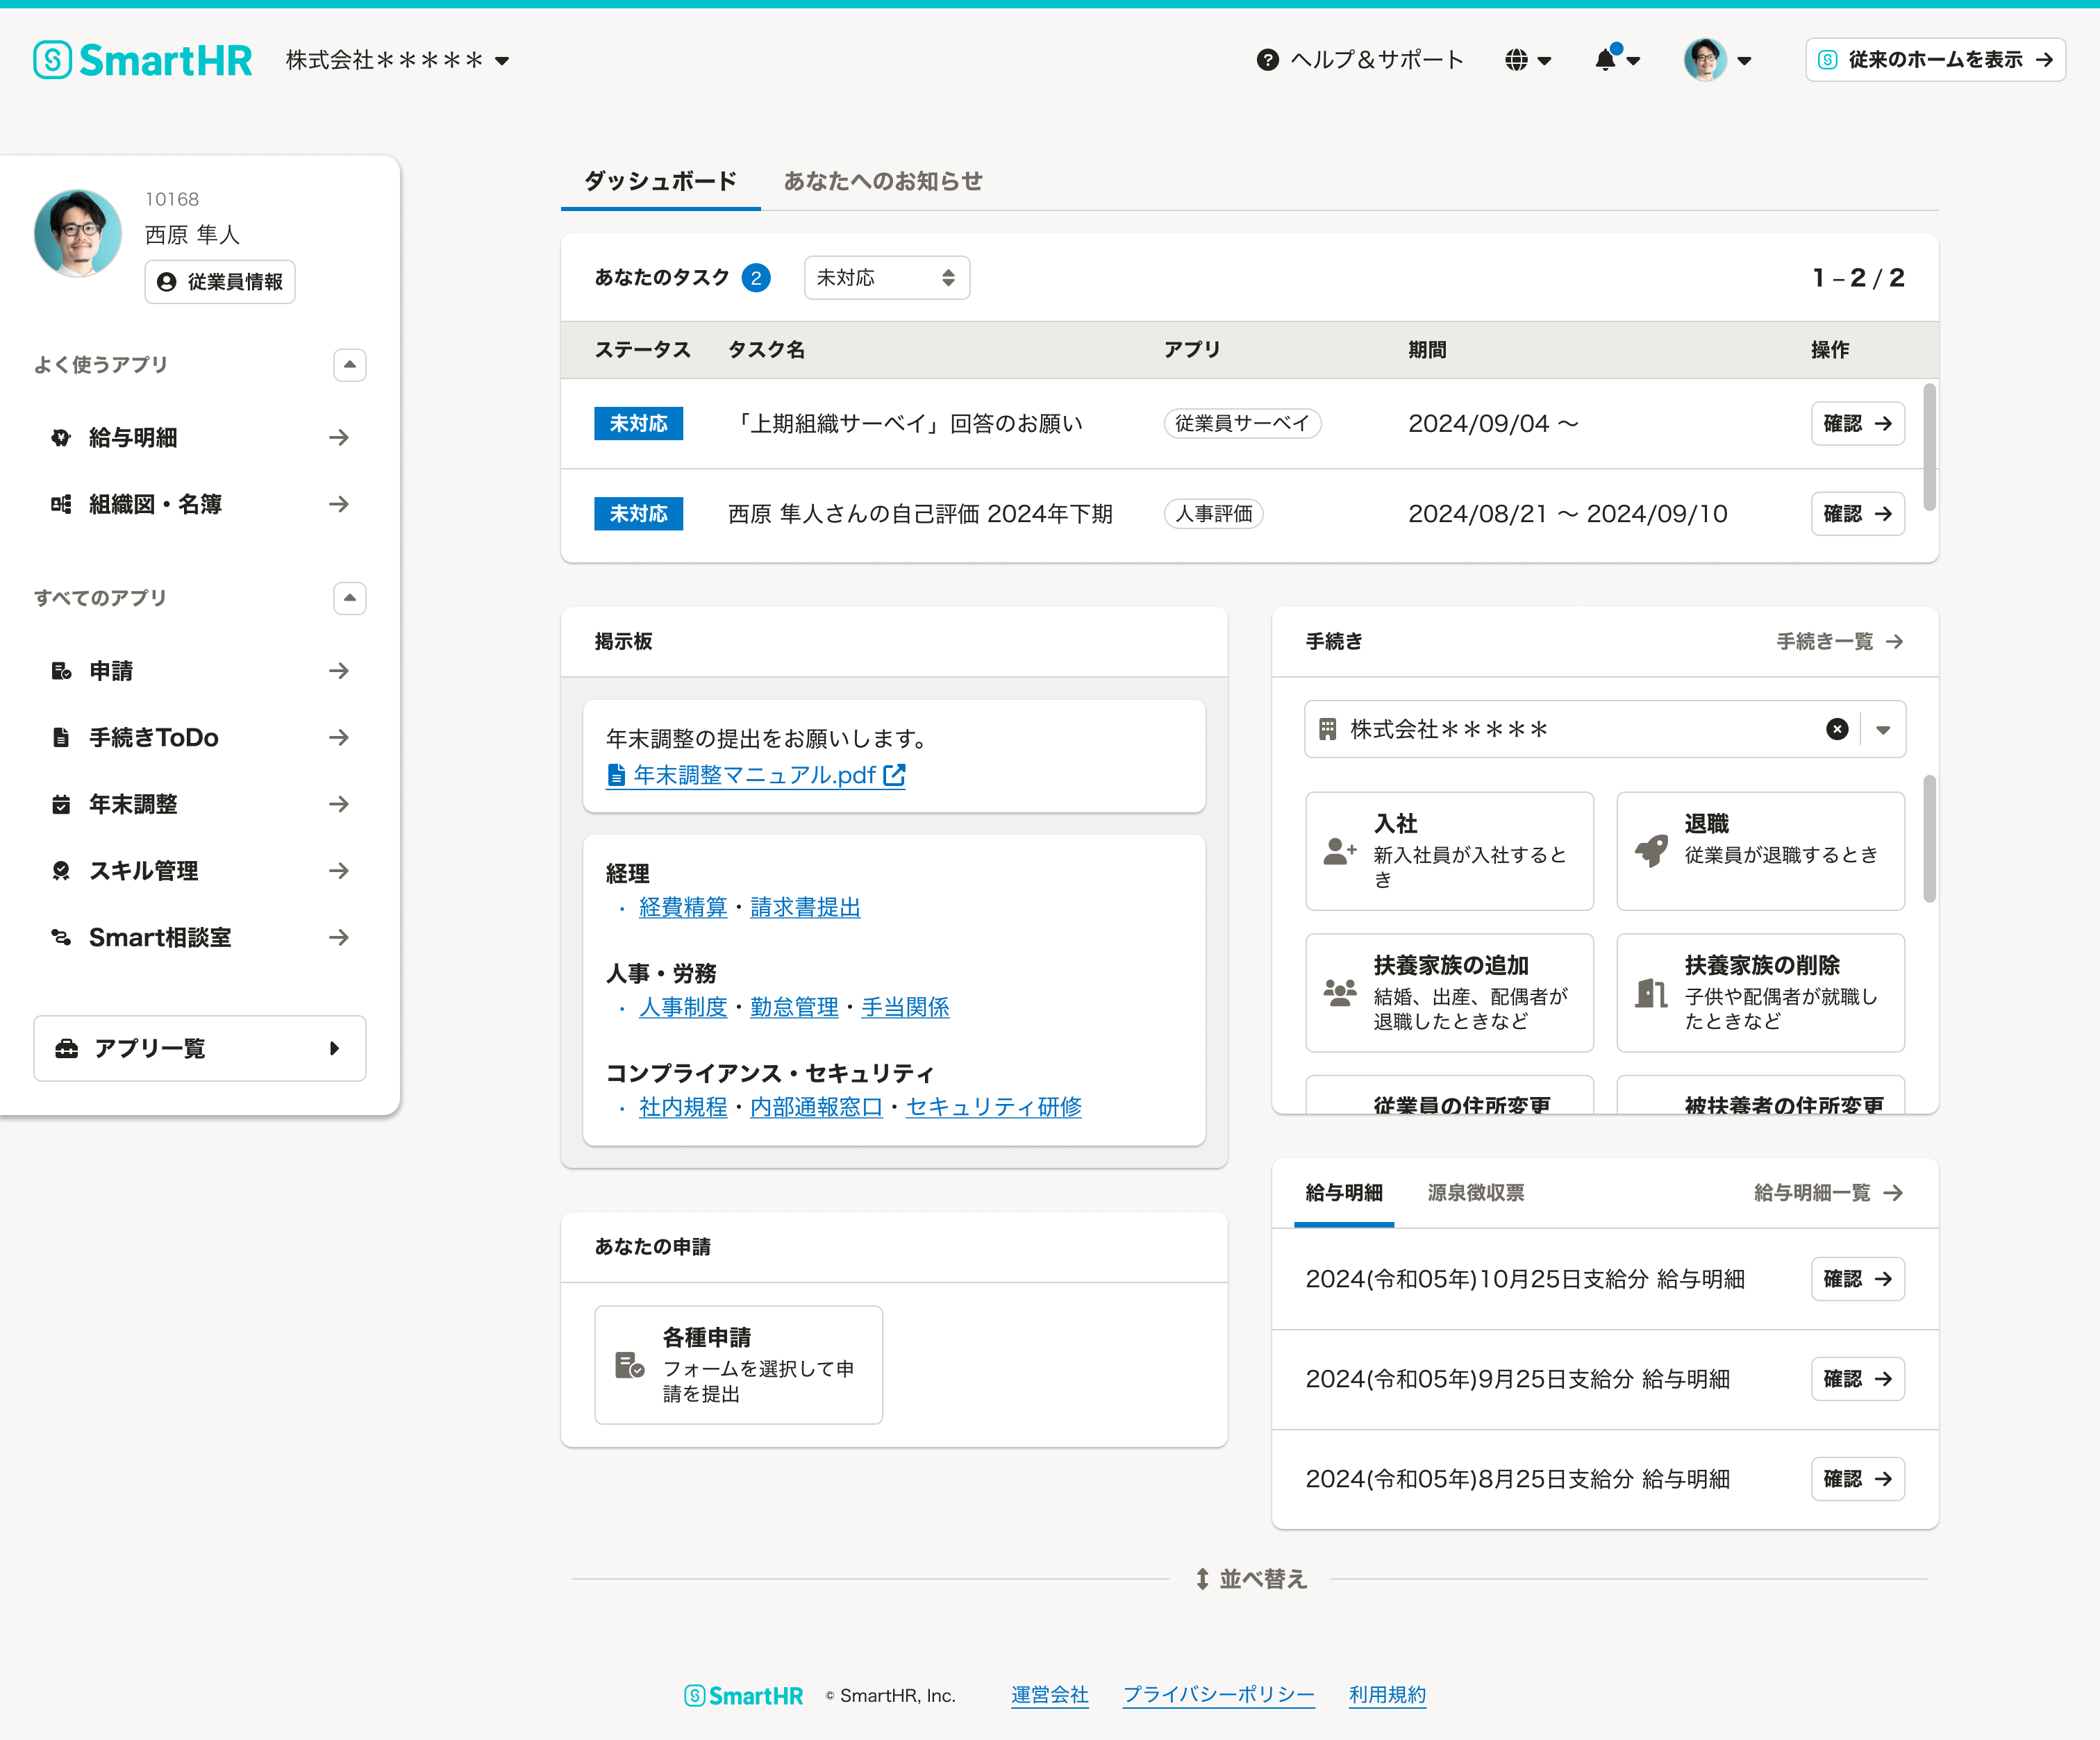 SmartHR
株式会社＊＊＊＊＊
ヘルプ＆サポート
従来のホームを表示
10168
西原 隼人
従業員情報
よく使うアプリ
給与明細
組織図・名簿
すべてのアプリ
申請
手続きToDo
年末調整
スキル管理
Smart相談室
アプリ一覧
ダッシュボード
あなたへのお知らせ
あなたのタスク 2
未対応
1 – 2 / 2
ステータス タスク名 アプリ 期間 操作
未対応 「上期組織サーベイ」回答のお願い 従業員サーベイ 2024/09/04 〜 確認
未対応 西原 隼人さんの自己評価 2024年下期 人事評価 2024/08/21 〜 2024/09/10 確認
掲示板
年末調整の提出をお願いします。
年末調整マニュアル.pdf
経理
・ 経費精算・請求書提出
人事・労務
・ 人事制度・勤怠管理・手当関係
コンプライアンス・セキュリティ
・ 社内規程・内部通報窓口・セキュリティ研修
あなたの申請
各種申請
フォームを選択して申
請を提出
手続き
手続き一覧
株式会社＊＊＊＊＊
入社
新入社員が入社すると
き
退職
従業員が退職するとき
扶養家族の追加
結婚、出産、配偶者が
退職したときなど
扶養家族の削除
子供や配偶者が就職し
たときなど
従業員の住所変更
被扶養者の住所変更
給与明細
源泉徴収票
給与明細一覧
2024(令和05年)10月25日支給分 給与明細 確認
2024(令和05年)9月25日支給分 給与明細 確認
2024(令和05年)8月25日支給分 給与明細 確認
並べ替え
SmartHR
© SmartHR, Inc.
運営会社
プライバシーポリシー
利用規約